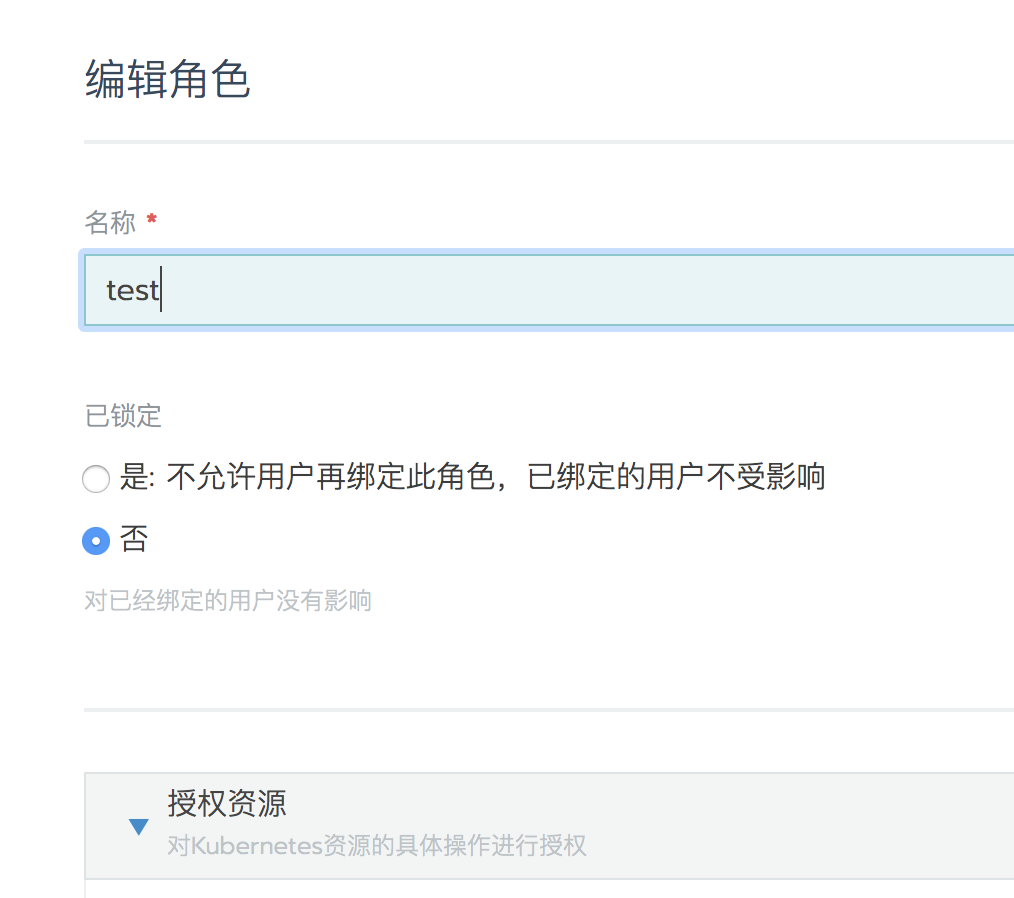 编辑角色
名称 *
test
已锁定
是: 不允许用户再绑定此角色，已绑定的用户不受影响
否
对已经绑定的用户没有影响
授权资源
对Kubernetes资源的具体操作进行授权